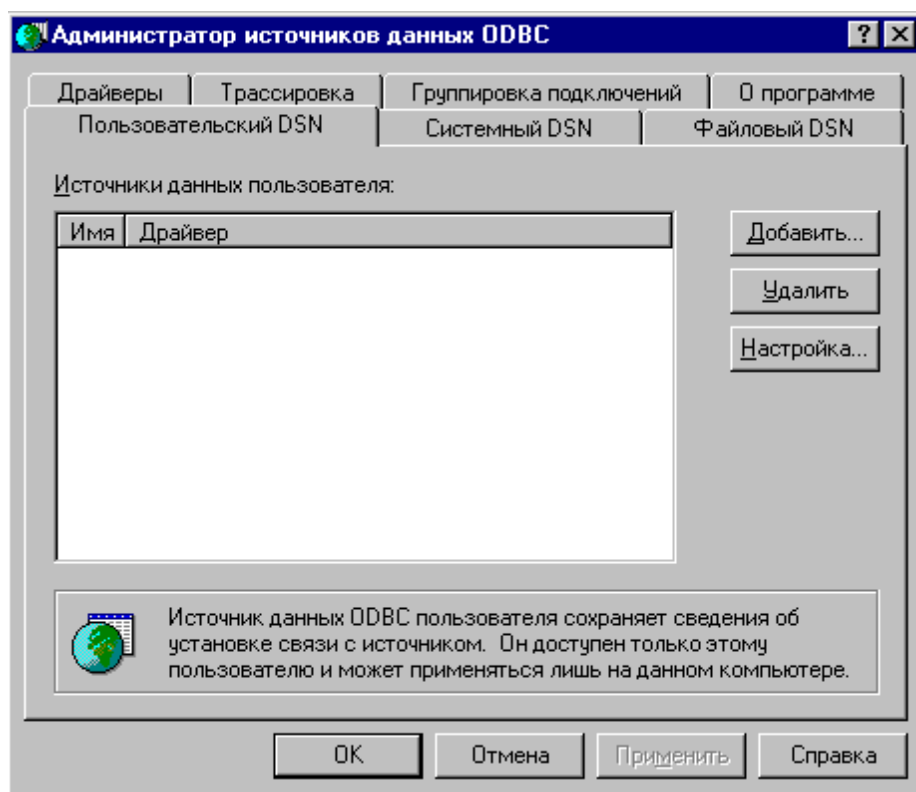 Администратор источников данных ODBC
Драйверы Трассировка Группировка подключений О программе
Пользовательский DSN Системный DSN Файловый DSN
Источники данных пользователя:
Имя Драйвер
Добавить...
Удалить
Настройка...
Источник данных ODBC пользователя сохраняет сведения об
установке связи с источником. Он доступен только этому
пользователю и может применяться лишь на данном компьютере.
OK Отмена Применить Справка